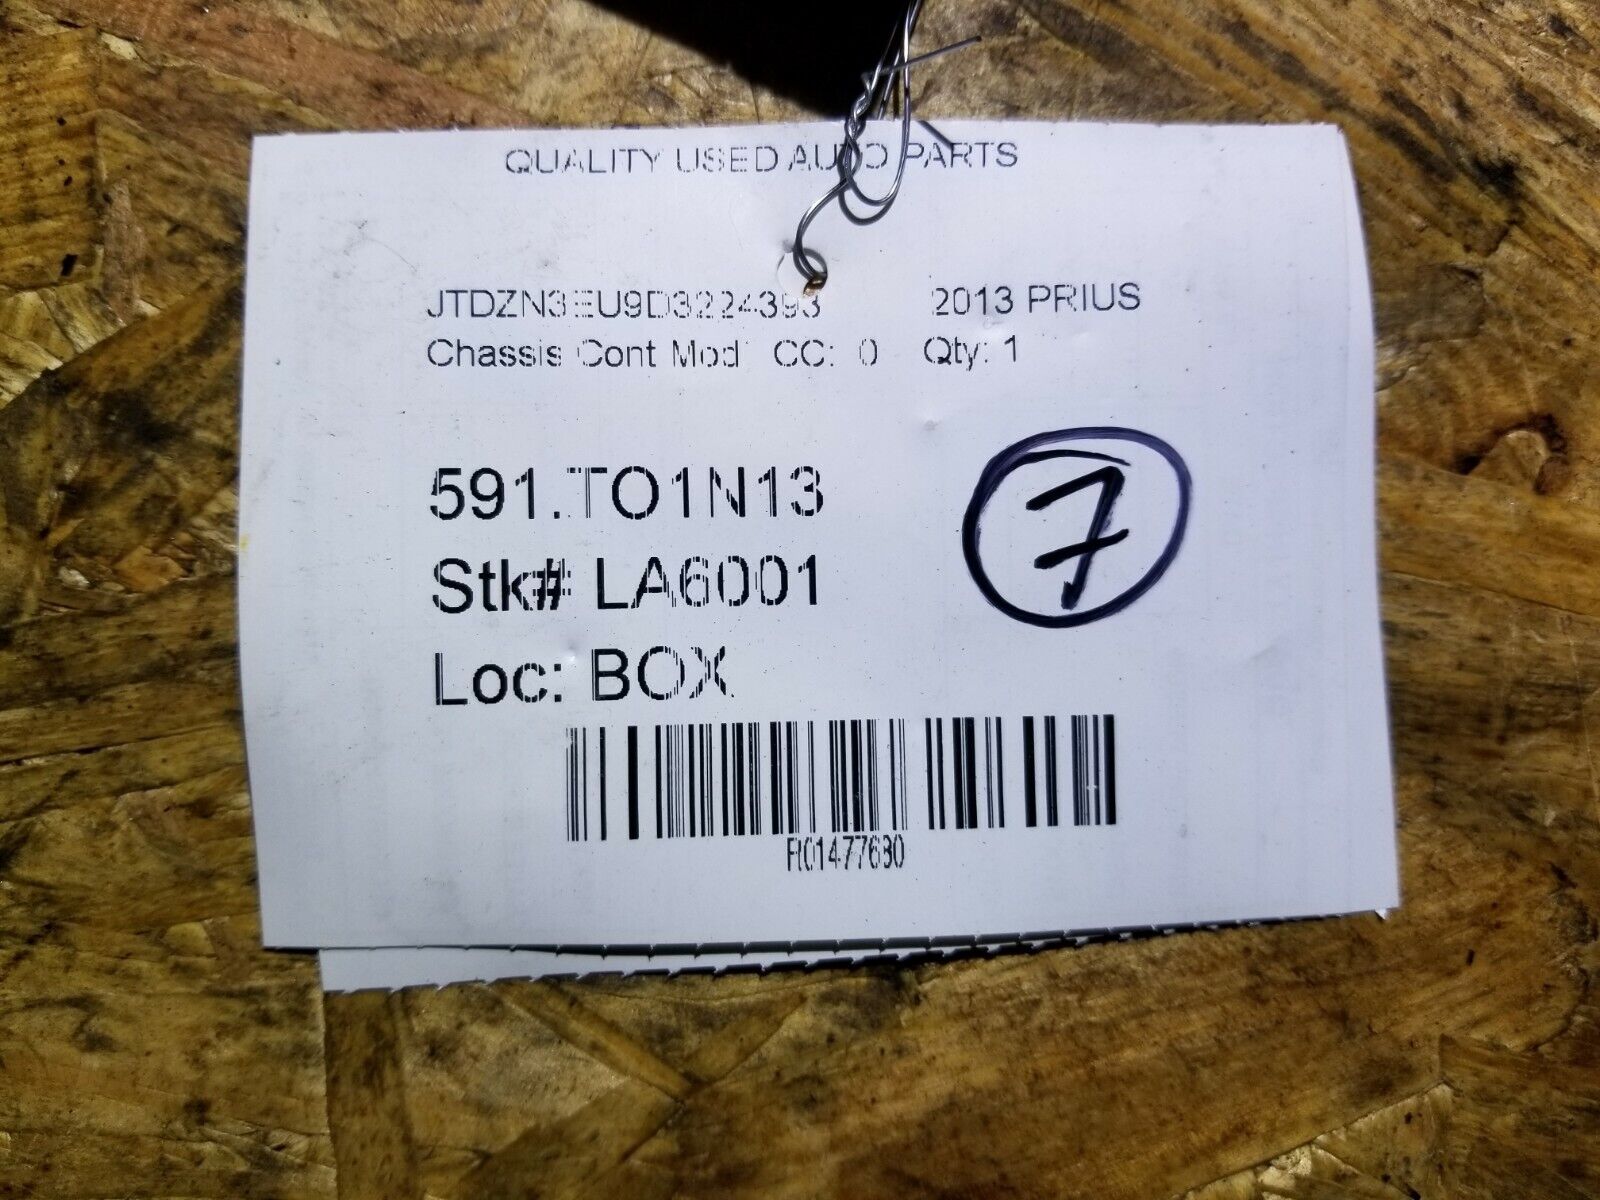 QUALITY USED AUTO PARTS
JTDZN3EU9D3224393 2013 PRIUS
Chassis Cont Mod CC: 0 Qty: 1
591.TO1N13
7
Stk# LA6001
Loc: BOX
R01477680